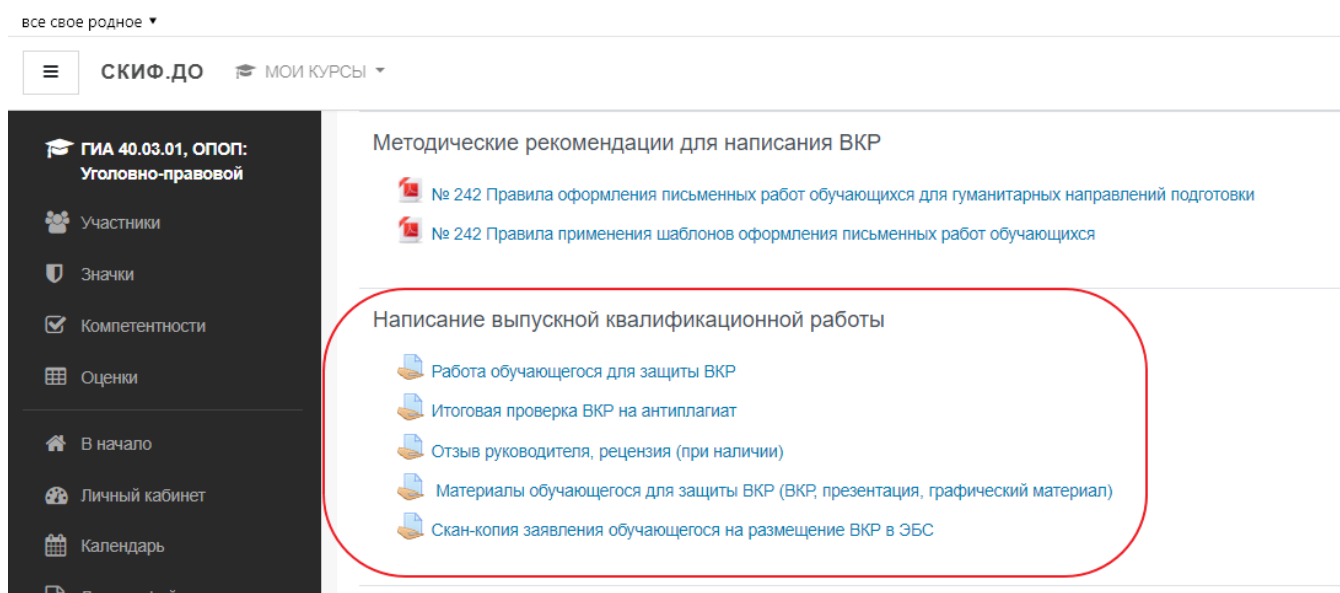 все свое родное ▾
СКИФ.ДО МОИ КУРСЫ
ГИА 40.03.01, ОПОП:
Уголовно-правовой
Участники
Значки
Компетентности
Оценки
В начало
Личный кабинет
Календарь
Методические рекомендации для написания ВКР
№ 242 Правила оформления письменных работ обучающихся для гуманитарных направлений подготовки
№ 242 Правила применения шаблонов оформления письменных работ обучающихся
Написание выпускной квалификационной работы
Работа обучающегося для защиты ВКР
Итоговая проверка ВКР на антиплагиат
Отзыв руководителя, рецензия (при наличии)
Материалы обучающегося для защиты ВКР (ВКР, презентация, графический материал)
Скан-копия заявления обучающегося на размещение ВКР в ЭБС